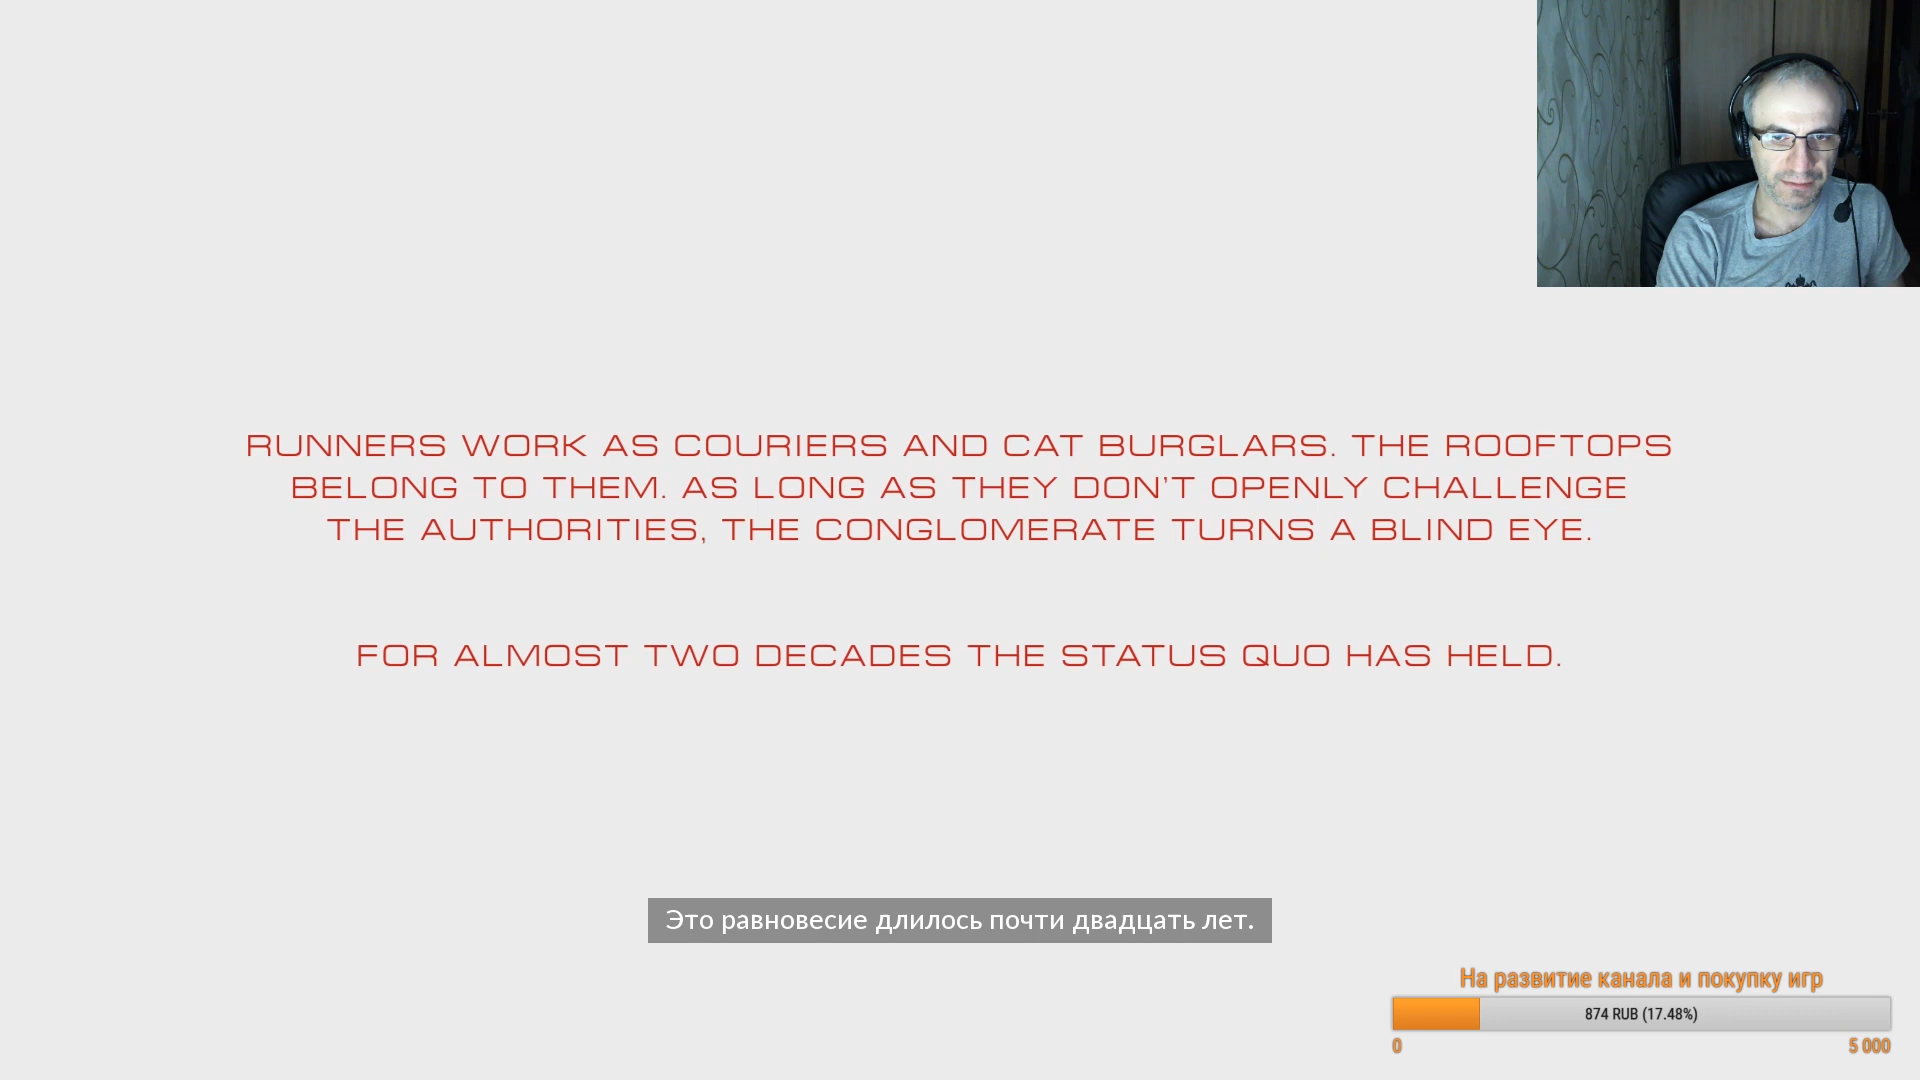 RUNNERS WORK AS COURIERS AND CAT BURGLARS. THE ROOFTOPS
BELONG TO THEM. AS LONG AS THEY DON'T OPENLY CHALLENGE
THE AUTHORITIES, THE CONGLOMERATE TURNS A BLIND EYE.
FOR ALMOST TWO DECADES THE STATUS QUO HAS HELD.
Это равновесие длилось почти двадцать лет.
На развитие канала и покупку игр
874 RUB (17.48%)
0 5 000